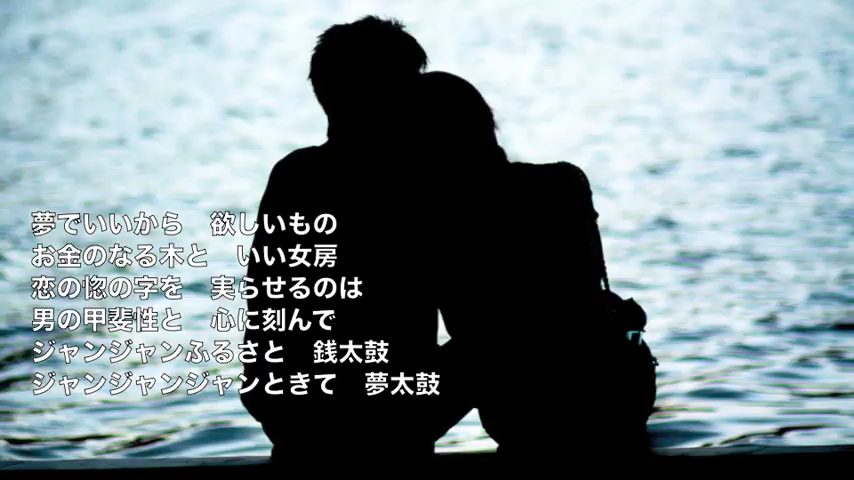 夢でいいから　欲しいもの
お金のなる木と　いい女房
恋の惚の字を　実らせるのは
男の甲斐性と　心に刻んで
ジャンジャンふるさと　銭太鼓
ジャンジャンジャンときて　夢太鼓